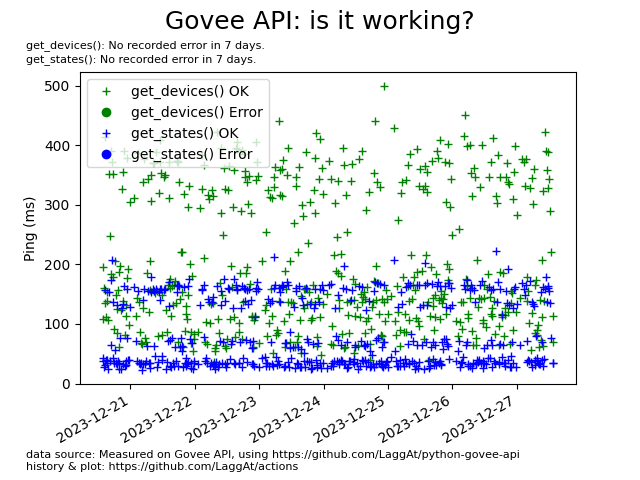 Govee API: is it working?
get_devices(): No recorded error in 7 days.
get_states(): No recorded error in 7 days.
get_devices() OK
get_devices() Error
get_states() OK
get_states() Error
Ping (ms)
500
400
300
200
100
0
2023-12-21
2023-12-22
2023-12-23
2023-12-24
2023-12-25
2023-12-26
2023-12-27
data source: Measured on Govee API, using https://github.com/LaggAt/python-govee-api
history & plot: https://github.com/LaggAt/actions